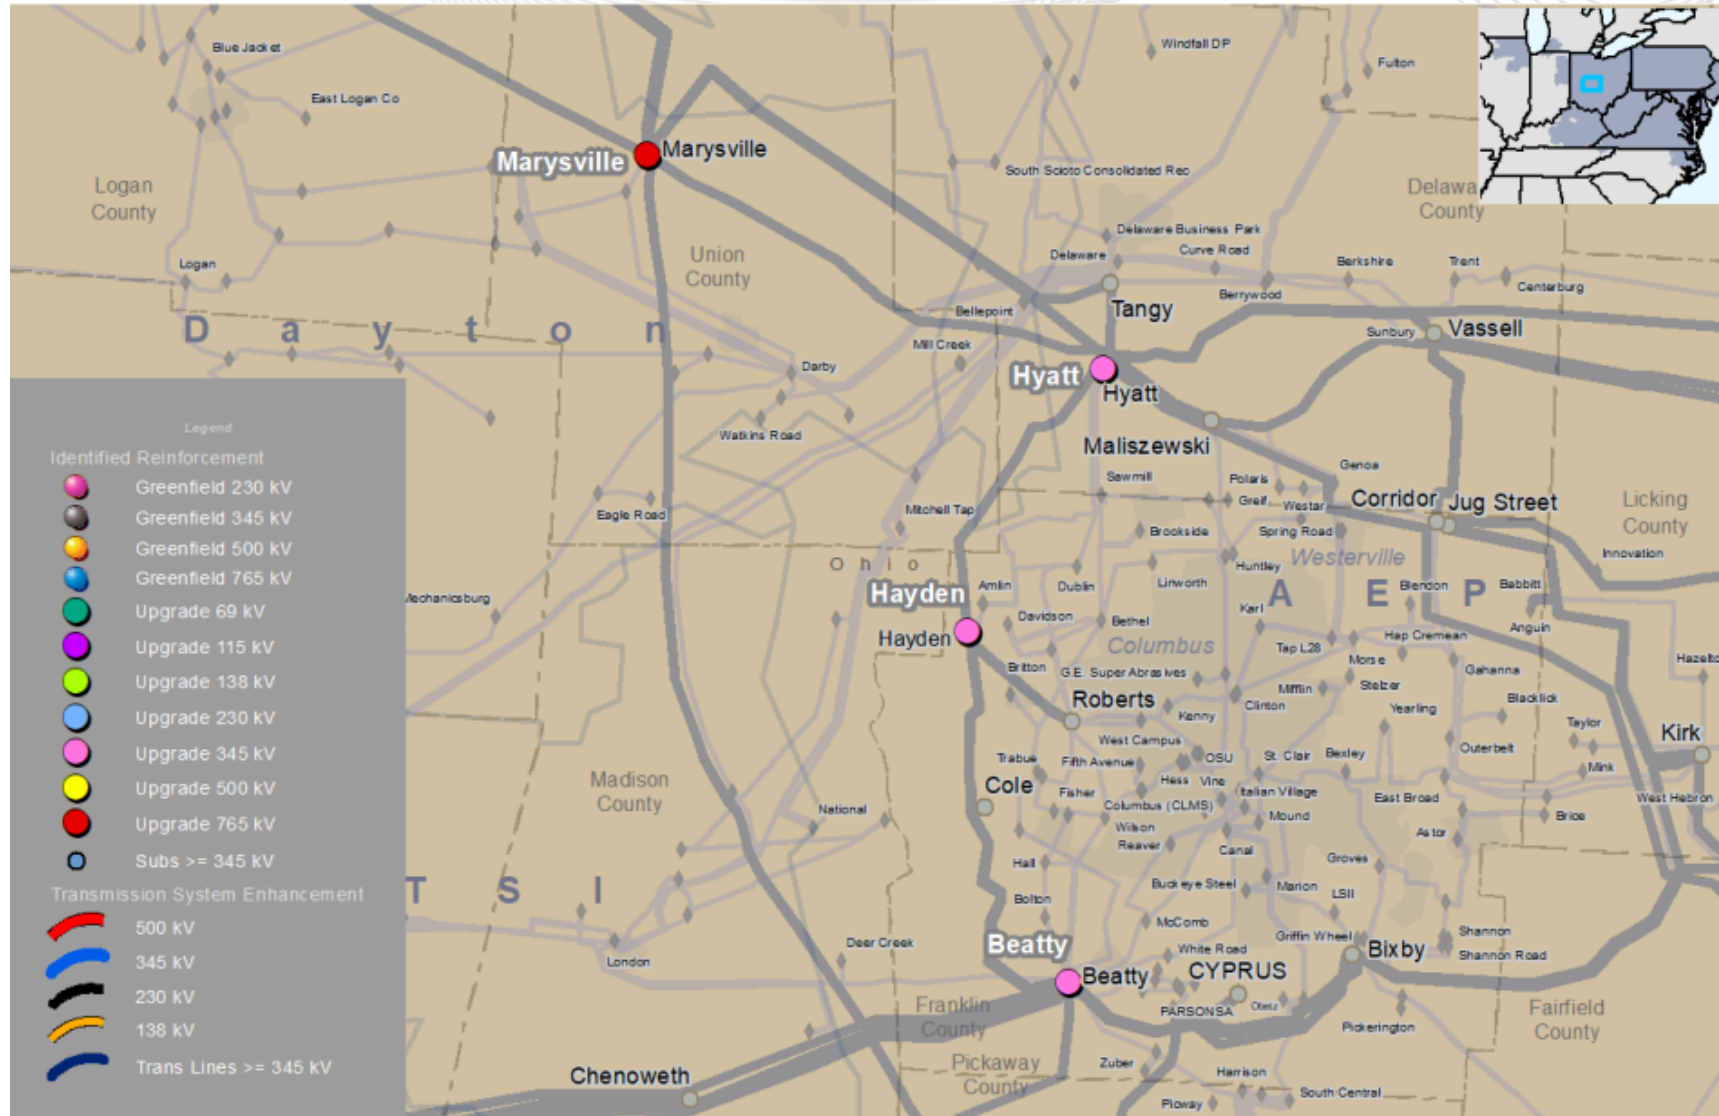 Blue Jacket
Windfall DP
Fulton
East Logan Co
Marysville
Marysville
South Scioto Consolidated Rec
Logan
County
Delawa
County
Delaware Business Park
Union
County
Delaware
Curve Road
Berkshire
Trent
Logan
Berrywood
Centerburg
Bellepoint
Tangy
Dayton
Sunbury
Vassell
Mill Creek
Darby
Hyatt
Hyatt
Watkins Road
Maliszewski
Genoa
Sawmill
Polaris
Greif
Westar
Corridor
Jug Street
Licking
County
Eagle Road
Mitchell Tap
Brookside
Spring Road
Westerville
Innovation
Ohio
Huntley
Dublin
Linworth
Blendon
Babbitt
Hayden
Amlin
AEP
Mechanicsburg
Davidson
Bethel
Karl
Anguin
Hayden
Columbus
Tap L28
Hap Cremean
Britton
G.E. Super Abrasives
Morse
Gahanna
Hazelto
Mifflin
Stelzer
Roberts
Clinton
Blacklick
Kenny
Yearling
Taylor
Kirk
West Campus
Trabue
Fifth Avenue
OSU
St. Clair
Bexley
Outerbelt
Mink
Madison
County
Cole
Hess
Vine
Fisher
Italian Village
East Broad
West Hebron
National
Columbus (CLMS)
Mound
Brice
Wilson
Reaver
Astor
Canal
Hall
Groves
Buckeye Steel
Marion
TSI
Bolton
LSII
McComb
Beatty
Griffin Wheel
Shannon
Deer Creek
White Road
Bixby
Shannon Road
London
Beatty
CYPRUS
Franklin
County
PARSONSA
Obetz
Fairfield
County
Pickerington
Pickaway
County
Zuber
Chenoweth
Harrison
South Central
Picway
Legend
Identified Reinforcement
Greenfield 230 kV
Greenfield 345 kV
Greenfield 500 kV
Greenfield 765 kV
Upgrade 69 kV
Upgrade 115 kV
Upgrade 138 kV
Upgrade 230 kV
Upgrade 345 kV
Upgrade 500 kV
Upgrade 765 kV
Subs >= 345 kV
Transmission System Enhancement
500 kV
345 kV
230 kV
138 kV
Trans Lines >= 345 kV